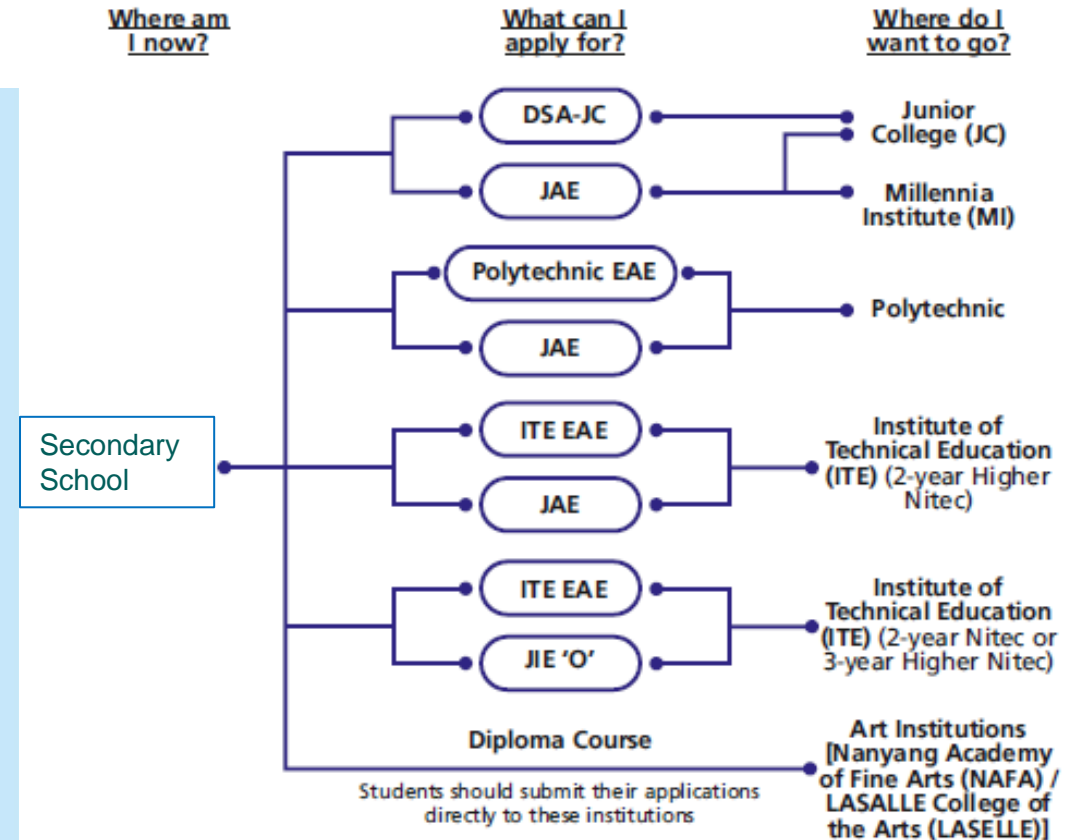 Where am
I now?
What can I
apply for?
Where do I
want to go?
DSA-JC
JAE
Junior
College (JC)
Millennia
Institute (MI)
Polytechnic EAE
JAE
Polytechnic
Secondary
School
ITE EAE
JAE
Institute of
Technical Education
(ITE) (2-year Higher
Nitec)
ITE EAE
JIE ‘O’
Institute of
Technical Education
(ITE) (2-year Nitec or
3-year Higher Nitec)
Diploma Course
Students should submit their applications
directly to these institutions
Art Institutions
[Nanyang Academy
of Fine Arts (NAFA) /
LASALLE College of
the Arts (LASELLE)]